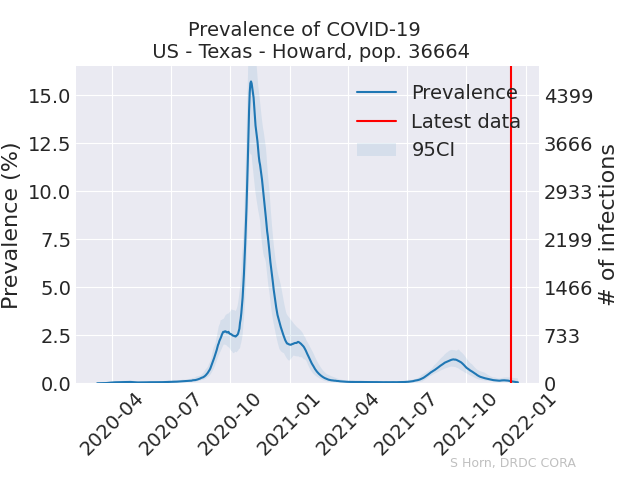 Prevalence of COVID-19
US - Texas - Howard, pop. 36664
Prevalence (%)
15.0
12.5
10.0
7.5
5.0
2.5
0.0
Prevalence
Latest data
95CI
4399
3666
2933
2199
1466
733
0
# of infections
2020-04
2020-07
2020-10
2021-01
2021-04
2021-07
2021-10
2022-01
S Horn, DRDC CORA